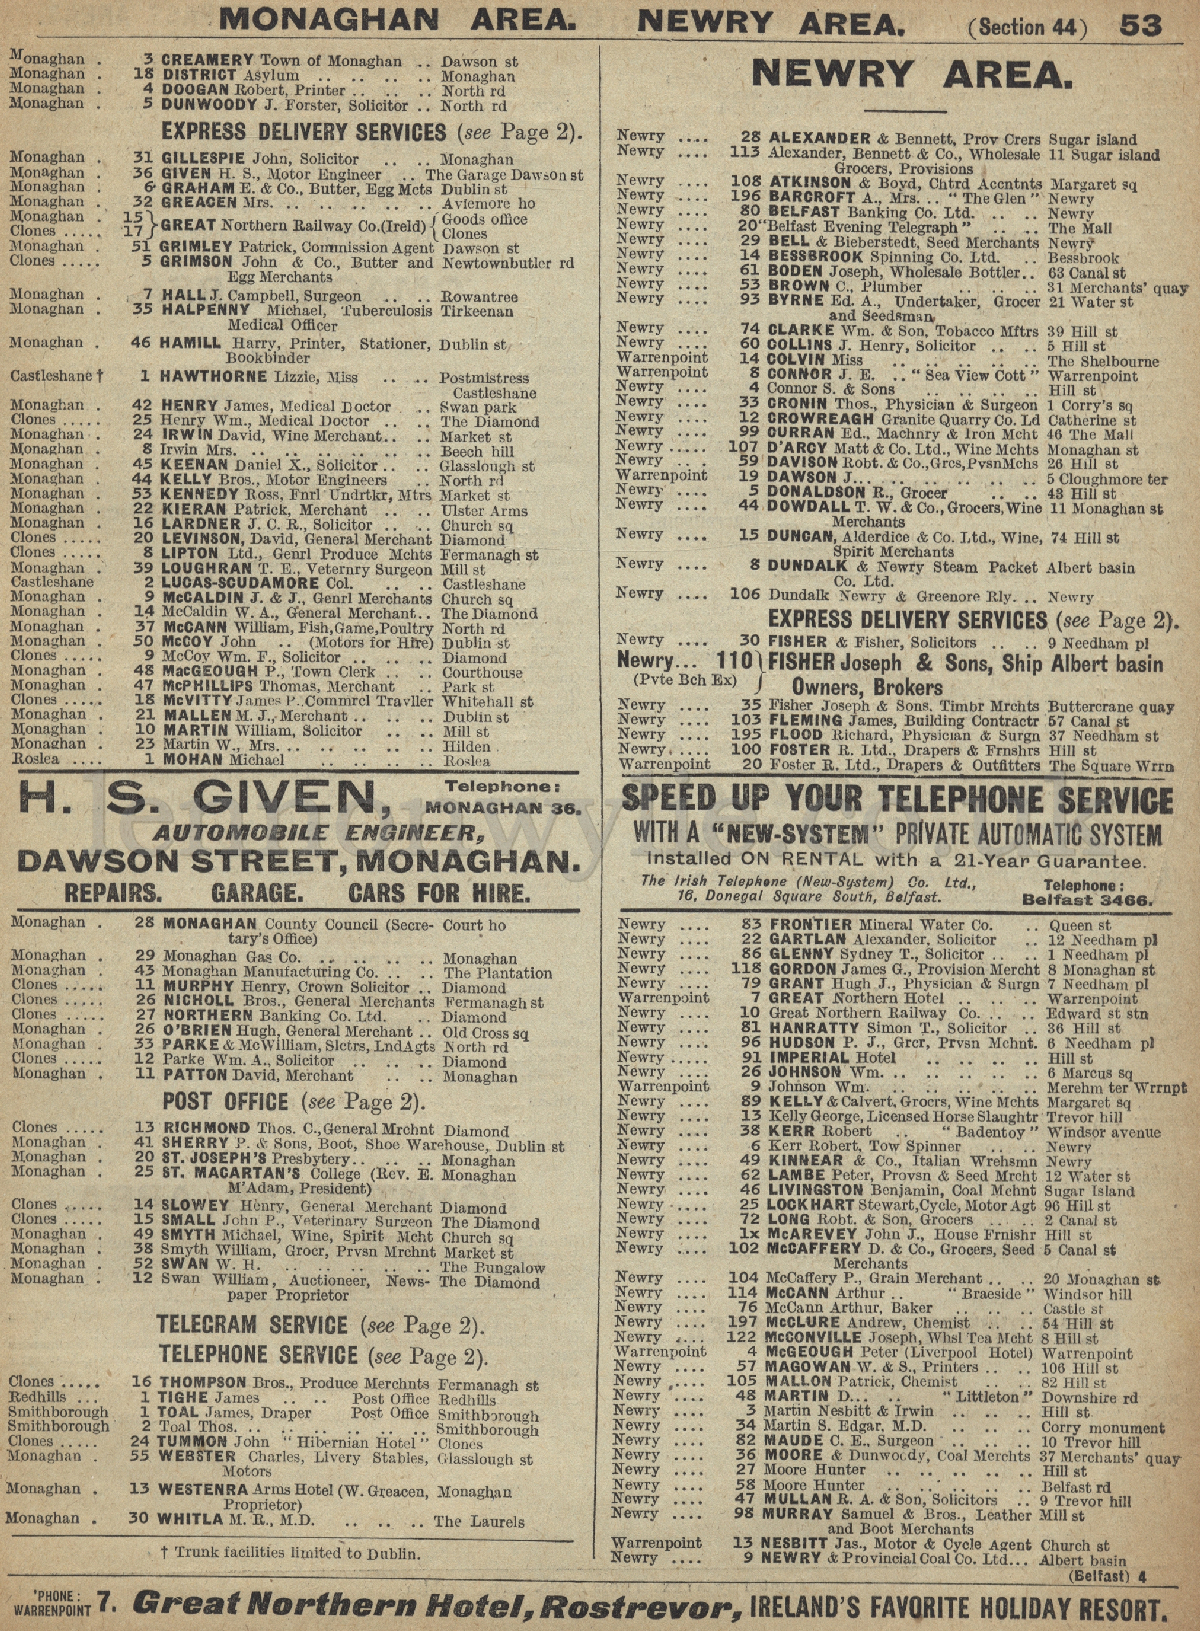 MONAGHAN AREA. NEWRY AREA. (Section 44) 53
Monaghan . 3 CREAMERY Town of Monaghan .. Dawson st
Monaghan . 18 DISTRICT Asylum .. .. .. .. Monaghan
Monaghan . 4 DOOGAN Robert, Printer .. .. .. North rd
Monaghan . 5 DUNWOODY J. Forster, Solicitor .. North rd
EXPRESS DELIVERY SERVICES (see Page 2).
Monaghan . 31 GILLESPIE John, Solicitor .. .. Monaghan
Monaghan . 36 GIVEN H. S., Motor Engineer .. The Garage Dawson st
Monaghan . 6 GRAHAM E. & Co., Butter, Egg Mcts Dublin st
Monaghan . 32 GREACEN Mrs. .. .. .. .. .. Aviemore ho
Monaghan . 15 } GREAT Northern Railway Co.(Ireld) { Goods office
Clones ..... 17 } Clones
Monaghan . 51 GRIMLEY Patrick, Commission Agent Dawson st
Clones ..... 5 GRIMSON John & Co., Butter and Newtownbutler rd
Egg Merchants
Monaghan . 7 HALL J. Campbell, Surgeon .. .. Rowantree
Monaghan . 35 HALPENNY Michael, Tuberculosis Tirkeenan
Medical Officer
Monaghan . 46 HAMILL Harry, Printer, Stationer, Dublin st
Bookbinder
Castleshane † 1 HAWTHORNE Lizzie, Miss .. .. Postmistress
Castleshane
Monaghan . 42 HENRY James, Medical Doctor .. Swan park
Clones ..... 25 Henry Wm., Medical Doctor .. .. The Diamond
Monaghan . 24 IRWIN David, Wine Merchant.. .. Market st
Monaghan . 8 Irwin Mrs. .. .. .. .. .. Beech hill
Monaghan . 45 KEENAN Daniel X., Solicitor .. .. Glasslough st
Monaghan . 44 KELLY Bros., Motor Engineers .. North rd
Monaghan . 53 KENNEDY Ross, Fnrl Undrtkr, Mtrs Market st
Monaghan . 22 KIERAN Patrick, Merchant .. .. Ulster Arms
Monaghan . 16 LARDNER J. C. R., Solicitor .. .. Church sq
Clones ..... 20 LEVINSON, David, General Merchant Diamond
Clones ..... 8 LIPTON Ltd., Genrl Produce Mchts Fermanagh st
Monaghan . 39 LOUGHRAN T. E., Veternry Surgeon Mill st
Castleshane 2 LUCAS-SCUDAMORE Col. .. .. Castleshane
Monaghan . 9 McCALDIN J. & J., Genrl Merchants Church sq
Monaghan . 14 McCaldin W. A., General Merchant.. The Diamond
Monaghan . 37 McCANN William, Fish,Game,Poultry North rd
Monaghan . 50 McCOY John .. (Motors for Hire) Dublin st
Clones ..... 9 McCoy Wm. F., Solicitor .. .. .. Diamond
Monaghan . 48 MacGEOUGH P., Town Clerk .. .. Courthouse
Monaghan . 47 McPHILLIPS Thomas, Merchant .. Park st
Clones ..... 18 McVITTY James P., Commrcl Travller Whitehall st
Monaghan . 21 MALLEN M. J., Merchant .. .. .. Dublin st
Monaghan . 10 MARTIN William, Solicitor .. .. Mill st
Monaghan . 23 Martin W., Mrs. .. .. .. .. .. Hilden
Roslea .... 1 MOHAN Michael .. .. .. .. Roslea
H. S. GIVEN, Telephone: MONAGHAN 36.
AUTOMOBILE ENGINEER,
DAWSON STREET, MONAGHAN.
REPAIRS. GARAGE. CARS FOR HIRE.
Monaghan . 28 MONAGHAN County Council (Secre- Court ho
tary's Office)
Monaghan . 29 Monaghan Gas Co. .. .. .. .. Monaghan
Monaghan . 43 Monaghan Manufacturing Co. .. .. The Plantation
Clones ..... 11 MURPHY Henry, Crown Solicitor .. Diamond
Clones ..... 26 NICHOLL Bros., General Merchants Fermanagh st
Clones ..... 27 NORTHERN Banking Co. Ltd. .. Diamond
Monaghan . 26 O'BRIEN Hugh, General Merchant .. Old Cross sq
Monaghan . 33 PARKE & McWilliam, Slctrs, LndAgts North rd
Clones ..... 12 Parke Wm. A., Solicitor .. .. .. Diamond
Monaghan . 11 PATTON David, Merchant .. .. Monaghan
POST OFFICE (see Page 2).
Clones ..... 13 RICHMOND Thos. C., General Mrchnt Diamond
Monaghan . 41 SHERRY P. & Sons, Boot, Shoe Warehouse, Dublin st
Monaghan . 20 ST. JOSEPH'S Presbytery.. .. .. Monaghan
Monaghan . 25 ST. MACARTAN'S College (Rev. E. Monaghan
M'Adam, President)
Clones ..... 14 SLOWEY Henry, General Merchant Diamond
Clones ..... 15 SMALL John P., Veterinary Surgeon The Diamond
Monaghan . 49 SMYTH Michael, Wine, Spirit Mcht Church sq
Monaghan . 38 Smyth William, Grocr, Prvsn Mrchnt Market st
Monaghan . 52 SWAN W. H. .. .. .. .. .. The Bungalow
Monaghan . 12 Swan William, Auctioneer, News- The Diamond
paper Proprietor
TELEGRAM SERVICE (see Page 2).
TELEPHONE SERVICE (see Page 2).
Clones ..... 16 THOMPSON Bros., Produce Merchnts Fermanagh st
Redhills ... 1 TIGHE James .. .. Post Office Redhills
Smithborough 1 TOAL James, Draper Post Office Smithborough
Smithborough 2 Toal Thos. .. .. .. .. .. Smithborough
Clones ..... 24 TUMMON John " Hibernian Hotel " Clones
Monaghan . 55 WEBSTER Charles, Livery Stables, Glasslough st
Motors
Monaghan . 13 WESTENRA Arms Hotel (W. Greacen, Monaghan
Proprietor)
Monaghan . 30 WHITLA M. R., M.D. .. .. .. The Laurels
† Trunk facilities limited to Dublin.
NEWRY AREA.
Newry .... 28 ALEXANDER & Bennett, Prov Crers Sugar island
Newry .... 113 Alexander, Bennett & Co., Wholesale 11 Sugar island
Grocers, Provisions
Newry .... 108 ATKINSON & Boyd, Chtrd Accntnts Margaret sq
Newry .... 196 BARCROFT A., Mrs. .. " The Glen " Newry
Newry .... 80 BELFAST Banking Co. Ltd. .. .. Newry
Newry .... 20 "Belfast Evening Telegraph" .. .. The Mall
Newry .... 29 BELL & Bieberstedt, Seed Merchants Newry
Newry .... 14 BESSBROOK Spinning Co. Ltd. .. Bessbrook
Newry .... 61 BODEN Joseph, Wholesale Bottler.. 63 Canal st
Newry .... 53 BROWN C., Plumber .. .. .. .. 31 Merchants' quay
Newry .... 93 BYRNE Ed. A., Undertaker, Grocer 21 Water st
and Seedsman
Newry .... 74 CLARKE Wm. & Son, Tobacco Mftrs 39 Hill st
Newry .... 60 COLLINS J. Henry, Solicitor .. .. 5 Hill st
Warrenpoint 14 COLVIN Miss .. .. .. .. .. The Shelbourne
Warrenpoint 8 CONNOR J. E. .. " Sea View Cott " Warrenpoint
Newry .... 4 Connor S. & Sons .. .. .. .. Hill st
Newry .... 33 CRONIN Thos., Physician & Surgeon 1 Corry's sq
Newry .... 12 CROWREAGH Granite Quarry Co. Ld Catherine st
Newry .... 99 CURRAN Ed., Machnry & Iron Mcht 46 The Mall
Newry ..... 107 D'ARCY Matt & Co., Ltd., Wine Mchts Monaghan st
Newry .... 59 DAVISON Robt. & Co., Grcs, PvsnMchs 26 Hill st
Warrenpoint 19 DAWSON J... .. .. .. .. .. 5 Cloughmore ter
Newry .... 5 DONALDSON R., Grocer .. .. 43 Hill st
Newry .... 44 DOWDALL T. W. & Co., Grocers, Wine 11 Monaghan st
Merchants
Newry .... 15 DUNCAN, Alderdice & Co. Ltd., Wine, 74 Hill st
Spirit Merchants
Newry .... 8 DUNDALK & Newry Steam Packet Albert basin
Co. Ltd.
Newry .... 106 Dundalk Newry & Greenore Rly. .. Newry
EXPRESS DELIVERY SERVICES (see Page 2).
Newry .... 30 FISHER & Fisher, Solicitors .. .. 9 Needham pl
Newry... 110 } FISHER Joseph & Sons, Ship Albert basin
(Pvte Bch Ex) } Owners, Brokers
Newry .... 35 Fisher Joseph & Sons, Timbr Mrchts Buttercrane quay
Newry .... 103 FLEMING James, Building Contractr 57 Canal st
Newry .... 195 FLOOD Richard, Physician & Surgn 37 Needham st
Newry .... 100 FOSTER R. Ltd., Drapers & Frnshrs Hill st
Warrenpoint 20 Foster R. Ltd., Drapers & Outfitters The Square Wrrn
SPEED UP YOUR TELEPHONE SERVICE
WITH A "NEW-SYSTEM" PRIVATE AUTOMATIC SYSTEM
Installed ON RENTAL with a 21-Year Guarantee.
The Irish Telephone (New-System) Co. Ltd., Telephone:
16, Donegal Square South, Belfast. Belfast 3466.
Newry .... 83 FRONTIER Mineral Water Co. .. Queen st
Newry .... 22 GARTLAN Alexander, Solicitor .. 12 Needham pl
Newry .... 86 GLENNY Sydney T., Solicitor .. .. 1 Needham pl
Newry .... 118 GORDON James G., Provision Mercht 8 Monaghan st
Newry .... 79 GRANT Hugh J., Physician & Surgn 7 Needham pl
Warrenpoint 7 GREAT Northern Hotel .. .. .. Warrenpoint
Newry .... 10 Great Northern Railway Co. .. .. Edward st stn
Newry .... 81 HANRATTY Simon T., Solicitor .. 36 Hill st
Newry .... 96 HUDSON P. J., Grcr, Prvsn Mchnt. 6 Needham pl
Newry ..... 91 IMPERIAL Hotel .. .. .. .. Hill st
Newry .... 26 JOHNSON Wm. .. .. .. .. .. 6 Marcus sq
Warrenpoint 9 Johnson Wm. .. .. .. .. .. Merehm ter Wrrnpt
Newry .... 89 KELLY & Calvert, Grocrs, Wine Mchts Margaret sq
Newry .... 13 Kelly George, Licensed Horse Slaughtr Trevor hill
Newry .... 38 KERR Robert .. " Badentoy " Windsor avenue
Newry .... 6 Kerr Robert, Tow Spinner .. .. Newry
Newry .... 49 KINNEAR & Co., Italian Wrehsmn Newry
Newry .... 62 LAMBE Peter, Provsn & Seed Mrcht 12 Water st
Newry .... 46 LIVINGSTON Benjamin, Coal Mchnt Sugar Island
Newry .... 25 LOCKHART Stewart, Cycle, Motor Agt 96 Hill st
Newry .... 72 LONG Robt. & Son, Grocers .. .. 2 Canal st
Newry .... 1x McAREVEY John J., House Frnishr Hill st
Newry .... 102 McCAFFERY D. & Co., Grocers, Seed 5 Canal st
Merchants
Newry .... 104 McCaffery P., Grain Merchant .. .. 20 Monaghan st
Newry .... 114 McCANN Arthur .. " Braeside " Windsor hill
Newry .... 76 McCann Arthur, Baker .. .. .. Castle st
Newry .... 197 McCLURE Andrew, Chemist .. .. 54 Hill st
Newry .... 122 McCONVILLE Joseph, Whsl Tea Mcht 8 Hill st
Warrenpoint 4 McGEOUGH Peter (Liverpool Hotel) Warrenpoint
Newry .... 57 MAGOWAN W. & S., Printers .. .. 106 Hill st
Newry .... 105 MALLON Patrick, Chemist .. .. 82 Hill st
Newry .... 48 MARTIN D... .. " Littleton " Downshire rd
Newry .... 3 Martin Nesbitt & Irwin .. .. .. Hill st.
Newry .... 34 Martin S. Edgar, M.D. .. .. .. Corry monument
Newry .... 82 MAUDE C. E., Surgeon .. .. .. 10 Trevor hill
Newry .... 36 MOORE & Dunwoody, Coal Merchts 37 Merchants' quay
Newry .... 27 Moore Hunter .. .. .. .. .. Hill st
Newry .... 58 Moore Hunter .. .. .. .. .. Belfast rd
Newry .... 47 MULLAN R. A. & Son, Solicitors .. 9 Trevor hill
Newry .... 98 MURRAY Samuel & Bros., Leather Mill st
and Boot Merchants
Warrenpoint 13 NESBITT Jas., Motor & Cycle Agent Church st
Newry .... 9 NEWRY & Provincial Coal Co. Ltd... Albert basin
(Belfast) 4
'PHONE: WARRENPOINT 7. Great Northern Hotel, Rostrevor, IRELAND'S FAVORITE HOLIDAY RESORT.